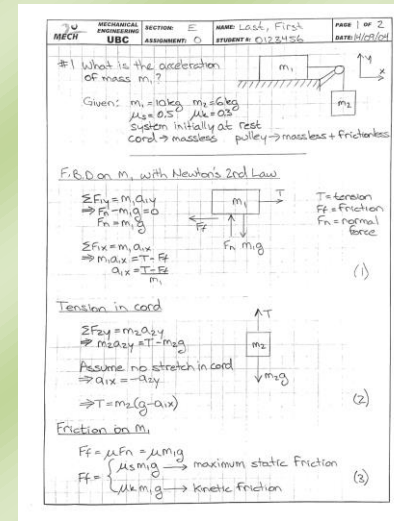 20 MECH
MECHANICAL ENGINEERING UBC
SECTION: E
ASSIGNMENT: 0
NAME: Last, First
STUDENT #: 0123456
PAGE 1 OF 2
DATE: 14/09/04
#1 What is the acceleration
of mass m₁?
m₁
y
x
m₂
Given: m₁=10kg m₂=6kg
μs=0.5 μk=0.3
system initially at rest
cord→massless pulley→massless + frictionless
F.B.D on m₁ with Newton's 2nd Law
ΣF₁y=m₁a₁y
⇒Fn-m₁g=0
Fn=m₁g
m₁
T
Ff
Fn m₁g
T=tension
Ff=friction
Fn=normal
force
ΣF₁x=m₁a₁x
⇒m₁a₁x=T-Ff
a₁x=T-Ff/m₁
(1)
Tension in cord
ΣF₂y=m₂a₂y
⇒m₂a₂y=T-m₂g
T
m₂
m₂g
Assume no stretch in cord
⇒a₁x=-a₂y
⇒T=m₂(g-a₁x)
(2)
Friction on m₁
Ff=μFn=μm₁g
Ff={μsm₁g→maximum static friction
μkm₁g→kinetic friction
(3)